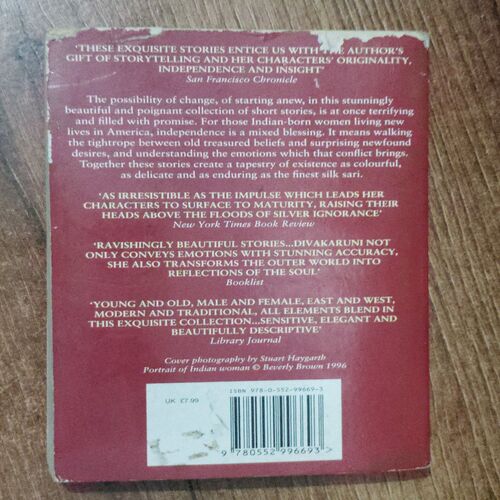 ‘THESE EXQUISITE STORIES ENTICE US WITH THE AUTHOR’S
GIFT OF STORYTELLING AND HER CHARACTERS’ ORIGINALITY,
INDEPENDENCE AND INSIGHT’
San Francisco Chronicle
The possibility of change, of starting anew, in this stunningly
beautiful and poignant collection of short stories, is at once terrifying
and filled with promise. For those Indian-born women living new
lives in America, independence is a mixed blessing. It means walking
the tightrope between old treasured beliefs and surprising newfound
desires, and understanding the emotions which that conflict brings.
Together these stories create a tapestry of existence as colourful,
as delicate and as enduring as the finest silk sari.
‘AS IRRESISTIBLE AS THE IMPULSE WHICH LEADS HER
CHARACTERS TO SURFACE TO MATURITY, RAISING THEIR
HEADS ABOVE THE FLOODS OF SILVER IGNORANCE’
New York Times Book Review
‘RAVISHINGLY BEAUTIFUL STORIES...DIVAKARUNI NOT
ONLY CONVEYS EMOTIONS WITH STUNNING ACCURACY,
SHE ALSO TRANSFORMS THE OUTER WORLD INTO
REFLECTIONS OF THE SOUL’
Booklist
‘YOUNG AND OLD, MALE AND FEMALE, EAST AND WEST,
MODERN AND TRADITIONAL, ALL ELEMENTS BLEND IN
THIS EXQUISITE COLLECTION...SENSITIVE, ELEGANT AND
BEAUTIFULLY DESCRIPTIVE’
Library Journal
Cover photography by Stuart Haygarth
Portrait of Indian woman © Beverly Brown 1996
ISBN 978-0-552-99669-3
UK £7.99
9 780552 996693 >